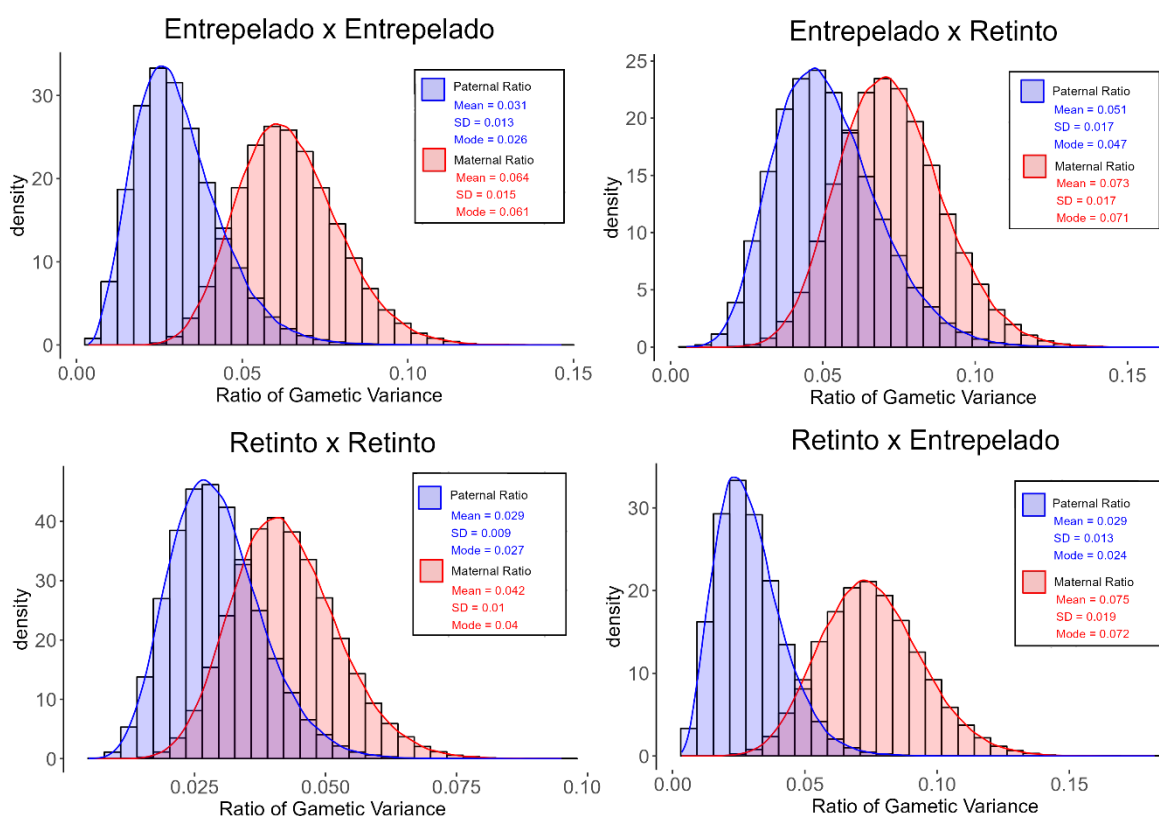 Entrepelado x Entrepelado
density
30
20
10
0
0.00
0.05
0.10
0.15
Ratio of Gametic Variance
Paternal Ratio
Mean = 0.031
SD = 0.013
Mode = 0.026
Maternal Ratio
Mean = 0.064
SD = 0.015
Mode = 0.061
Entrepelado x Retinto
density
25
20
15
10
5
0
0.00
0.05
0.10
0.15
Ratio of Gametic Variance
Paternal Ratio
Mean = 0.051
SD = 0.017
Mode = 0.047
Maternal Ratio
Mean = 0.073
SD = 0.017
Mode = 0.071
Retinto x Retinto
density
40
30
20
10
0
0.025
0.050
0.075
0.10
Ratio of Gametic Variance
Paternal Ratio
Mean = 0.029
SD = 0.009
Mode = 0.027
Maternal Ratio
Mean = 0.042
SD = 0.01
Mode = 0.04
Retinto x Entrepelado
density
30
20
10
0
0.00
0.05
0.10
0.15
Ratio of Gametic Variance
Paternal Ratio
Mean = 0.029
SD = 0.013
Mode = 0.024
Maternal Ratio
Mean = 0.075
SD = 0.019
Mode = 0.072